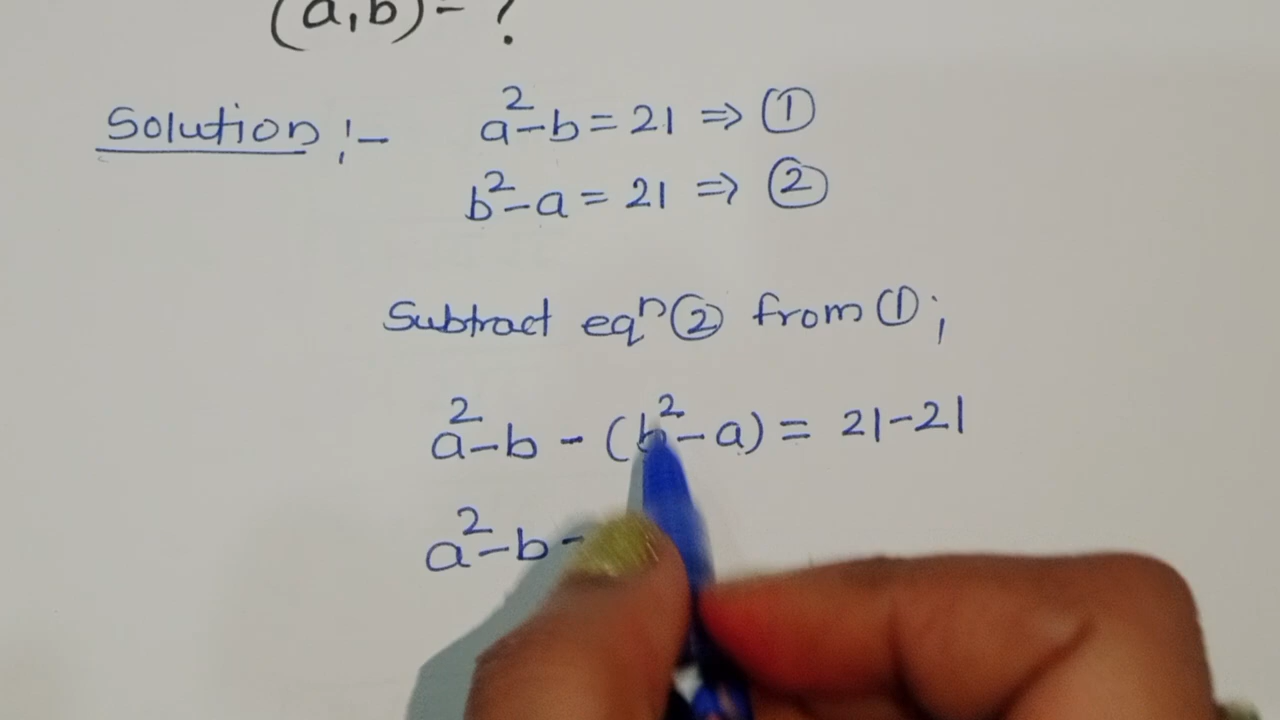 (a,b) = ?
Solution :- a²-b = 21 ⇒ ①
b²-a = 21 ⇒ ②
Subtract eqⁿ ② from ① ;
a²-b - (b²-a) = 21-21
a²-b -